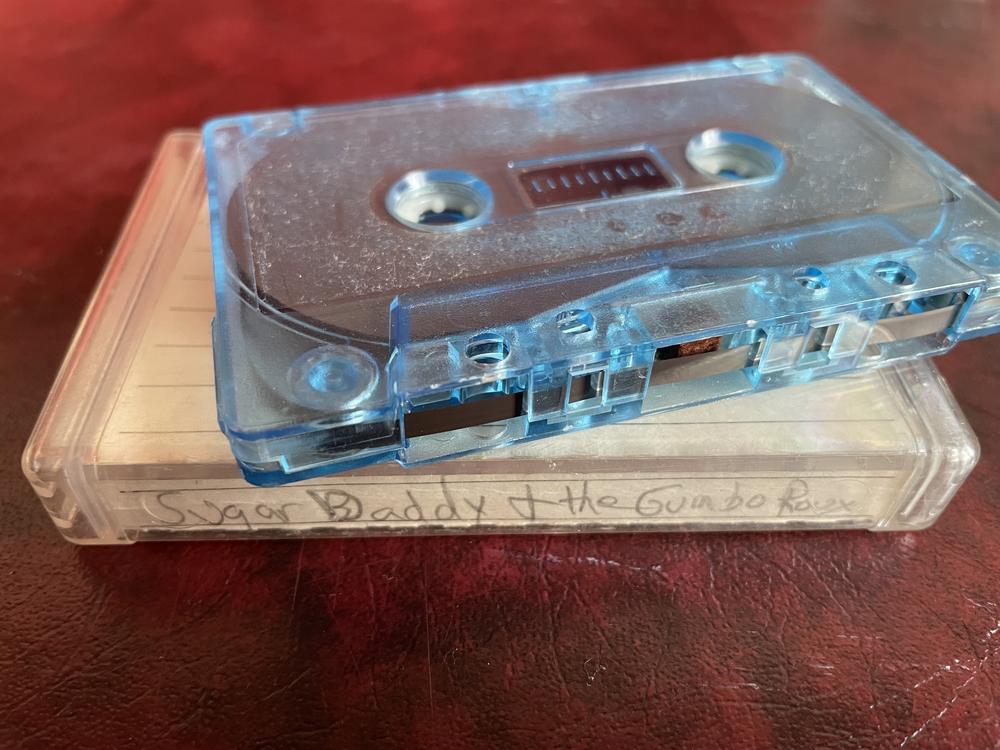 Sugar Daddy + the Gumbo Roux